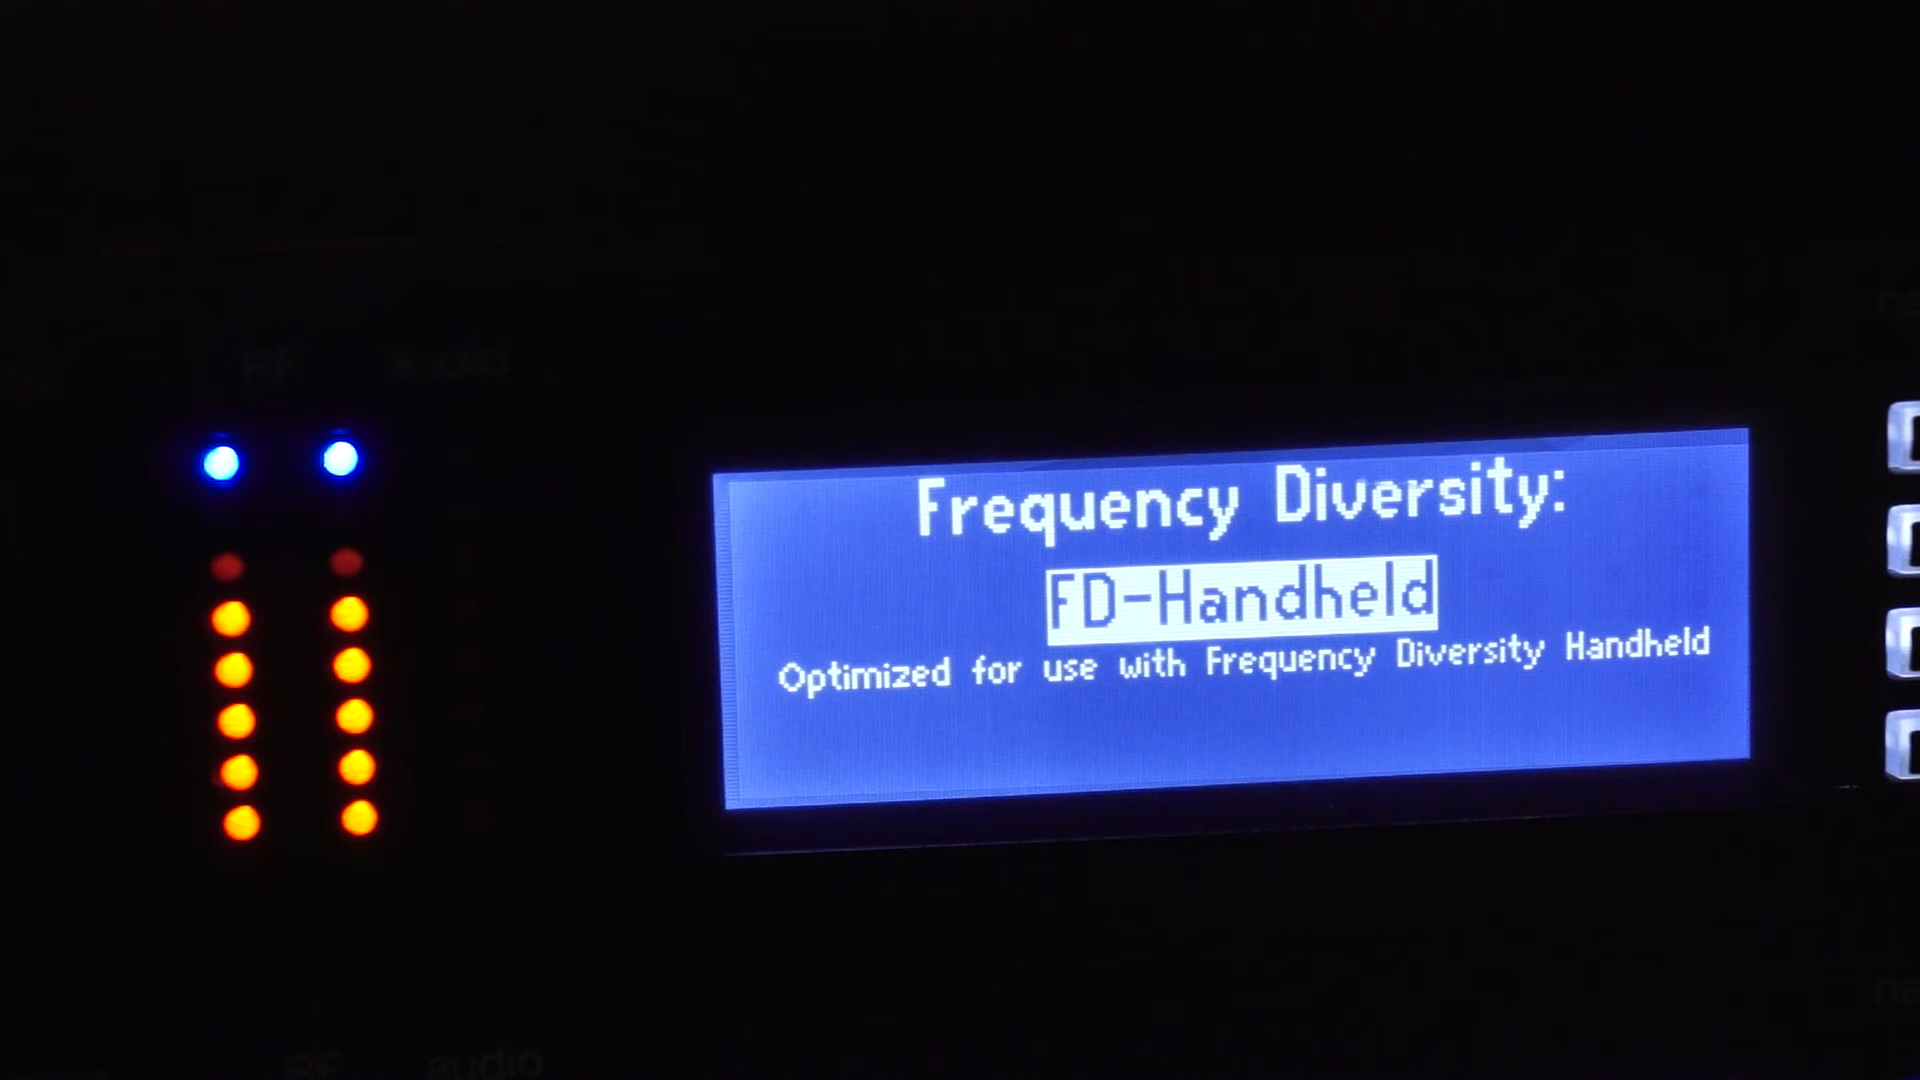 RF audio
Frequency Diversity:
FD-Handheld
Optimized for use with Frequency Diversity Handheld
RF audio